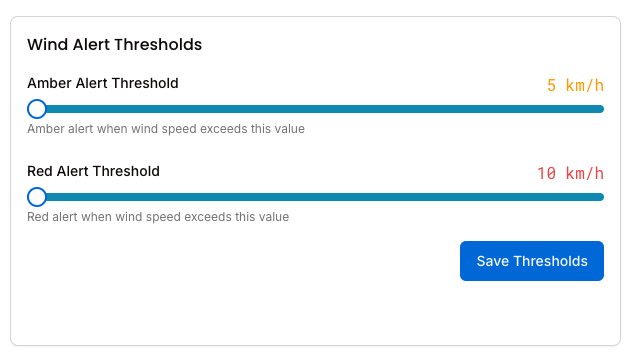 Wind Alert Thresholds
Amber Alert Threshold
5 km/h
Amber alert when wind speed exceeds this value
Red Alert Threshold
10 km/h
Red alert when wind speed exceeds this value
Save Thresholds